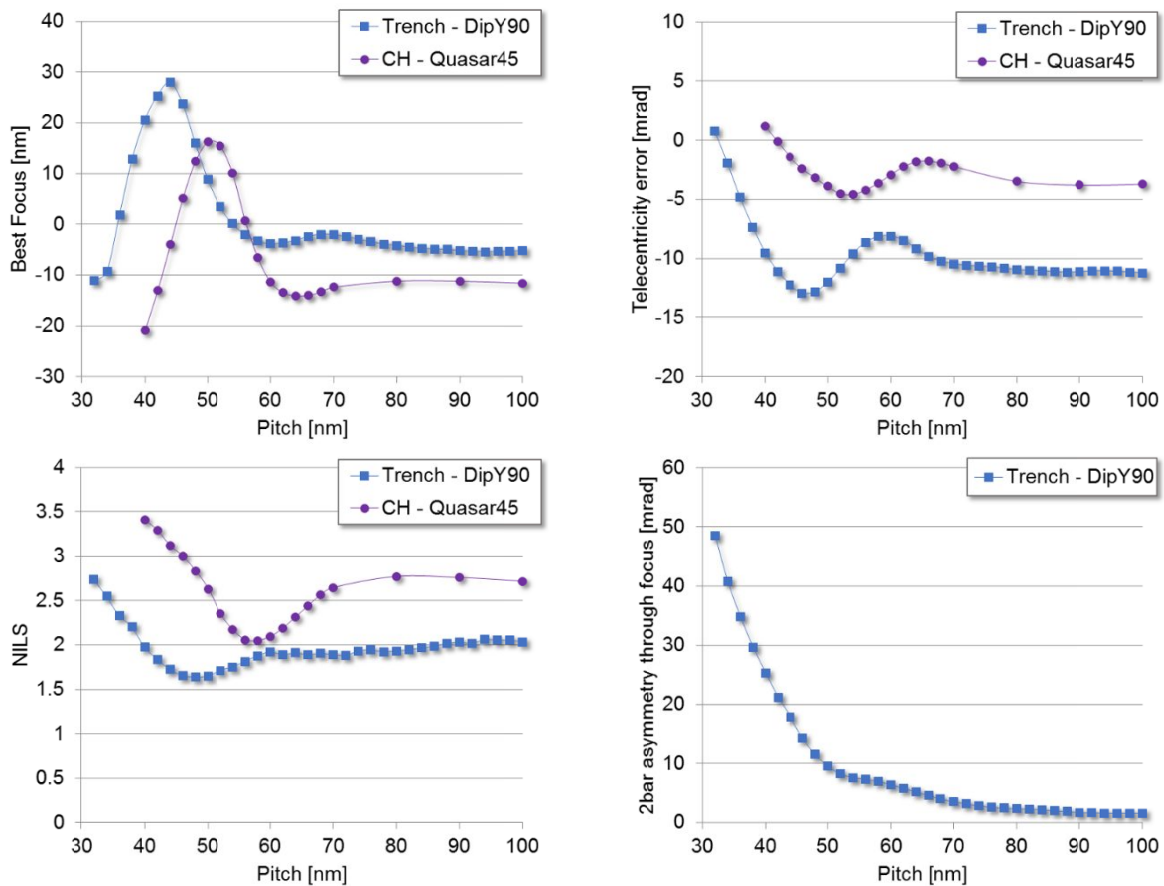 40
30
20
10
0
-10
-20
-30
Best Focus [nm]
30 40 50 60 70 80 90 100
Pitch [nm]
Trench - DipY90
CH - Quasar45
10
5
0
-5
-10
-15
-20
Telecentricity error [mrad]
30 40 50 60 70 80 90 100
Pitch [nm]
Trench - DipY90
CH - Quasar45
4
3.5
3
2.5
2
1.5
1
0.5
0
NILS
30 40 50 60 70 80 90 100
Pitch [nm]
Trench - DipY90
CH - Quasar45
60
50
40
30
20
10
0
2bar asymmetry through focus [mrad]
30 40 50 60 70 80 90 100
Pitch [nm]
Trench - DipY90